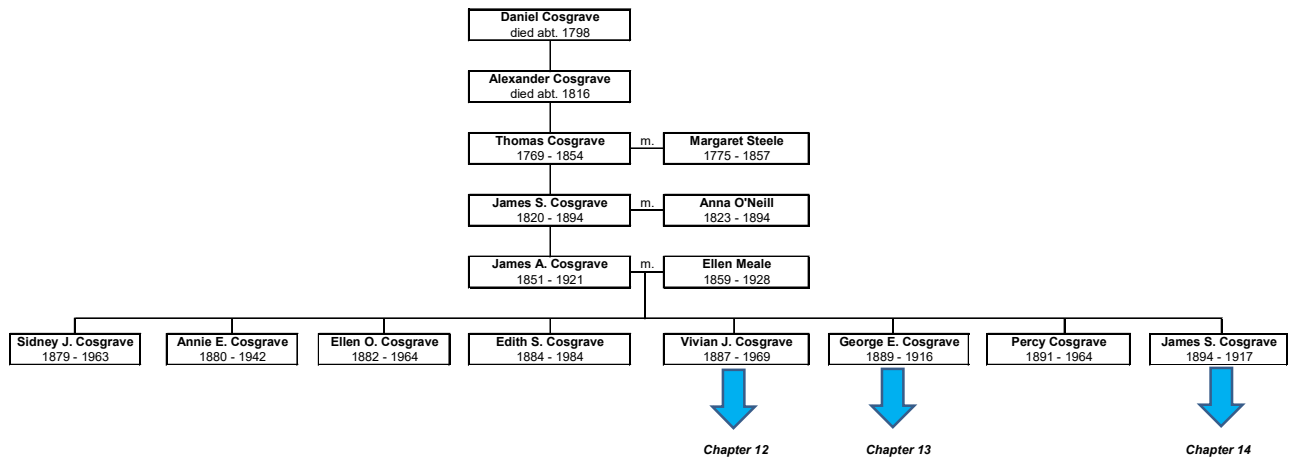 Daniel Cosgrave
died abt. 1798
Alexander Cosgrave
died abt. 1816
Thomas Cosgrave
1769 - 1854
m.
Margaret Steele
1775 - 1857
James S. Cosgrave
1820 - 1894
m.
Anna O'Neill
1823 - 1894
James A. Cosgrave
1851 - 1921
m.
Ellen Meale
1859 - 1928
Sidney J. Cosgrave
1879 - 1963
Annie E. Cosgrave
1880 - 1942
Ellen O. Cosgrave
1882 - 1964
Edith S. Cosgrave
1884 - 1984
Vivian J. Cosgrave
1887 - 1969
George E. Cosgrave
1889 - 1916
Percy Cosgrave
1891 - 1964
James S. Cosgrave
1894 - 1917
Chapter 12
Chapter 13
Chapter 14